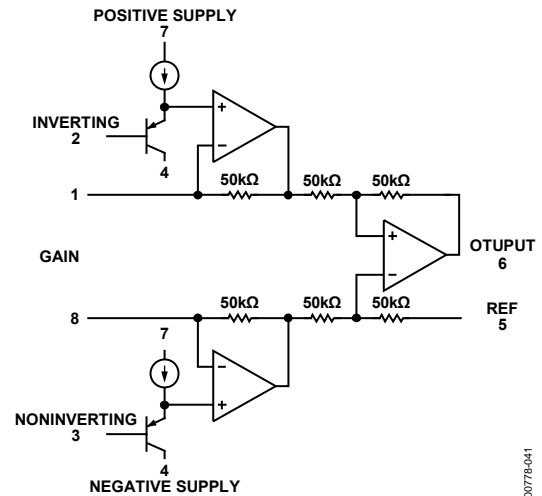 POSITIVE SUPPLY
7
+
INVERTING
2
−
4
50kΩ 50kΩ 50kΩ
1
+
OTUPUT
6
GAIN
−
50kΩ 50kΩ 50kΩ
REF
5
8
7
−
NONINVERTING
3
+
4
NEGATIVE SUPPLY
00778-041